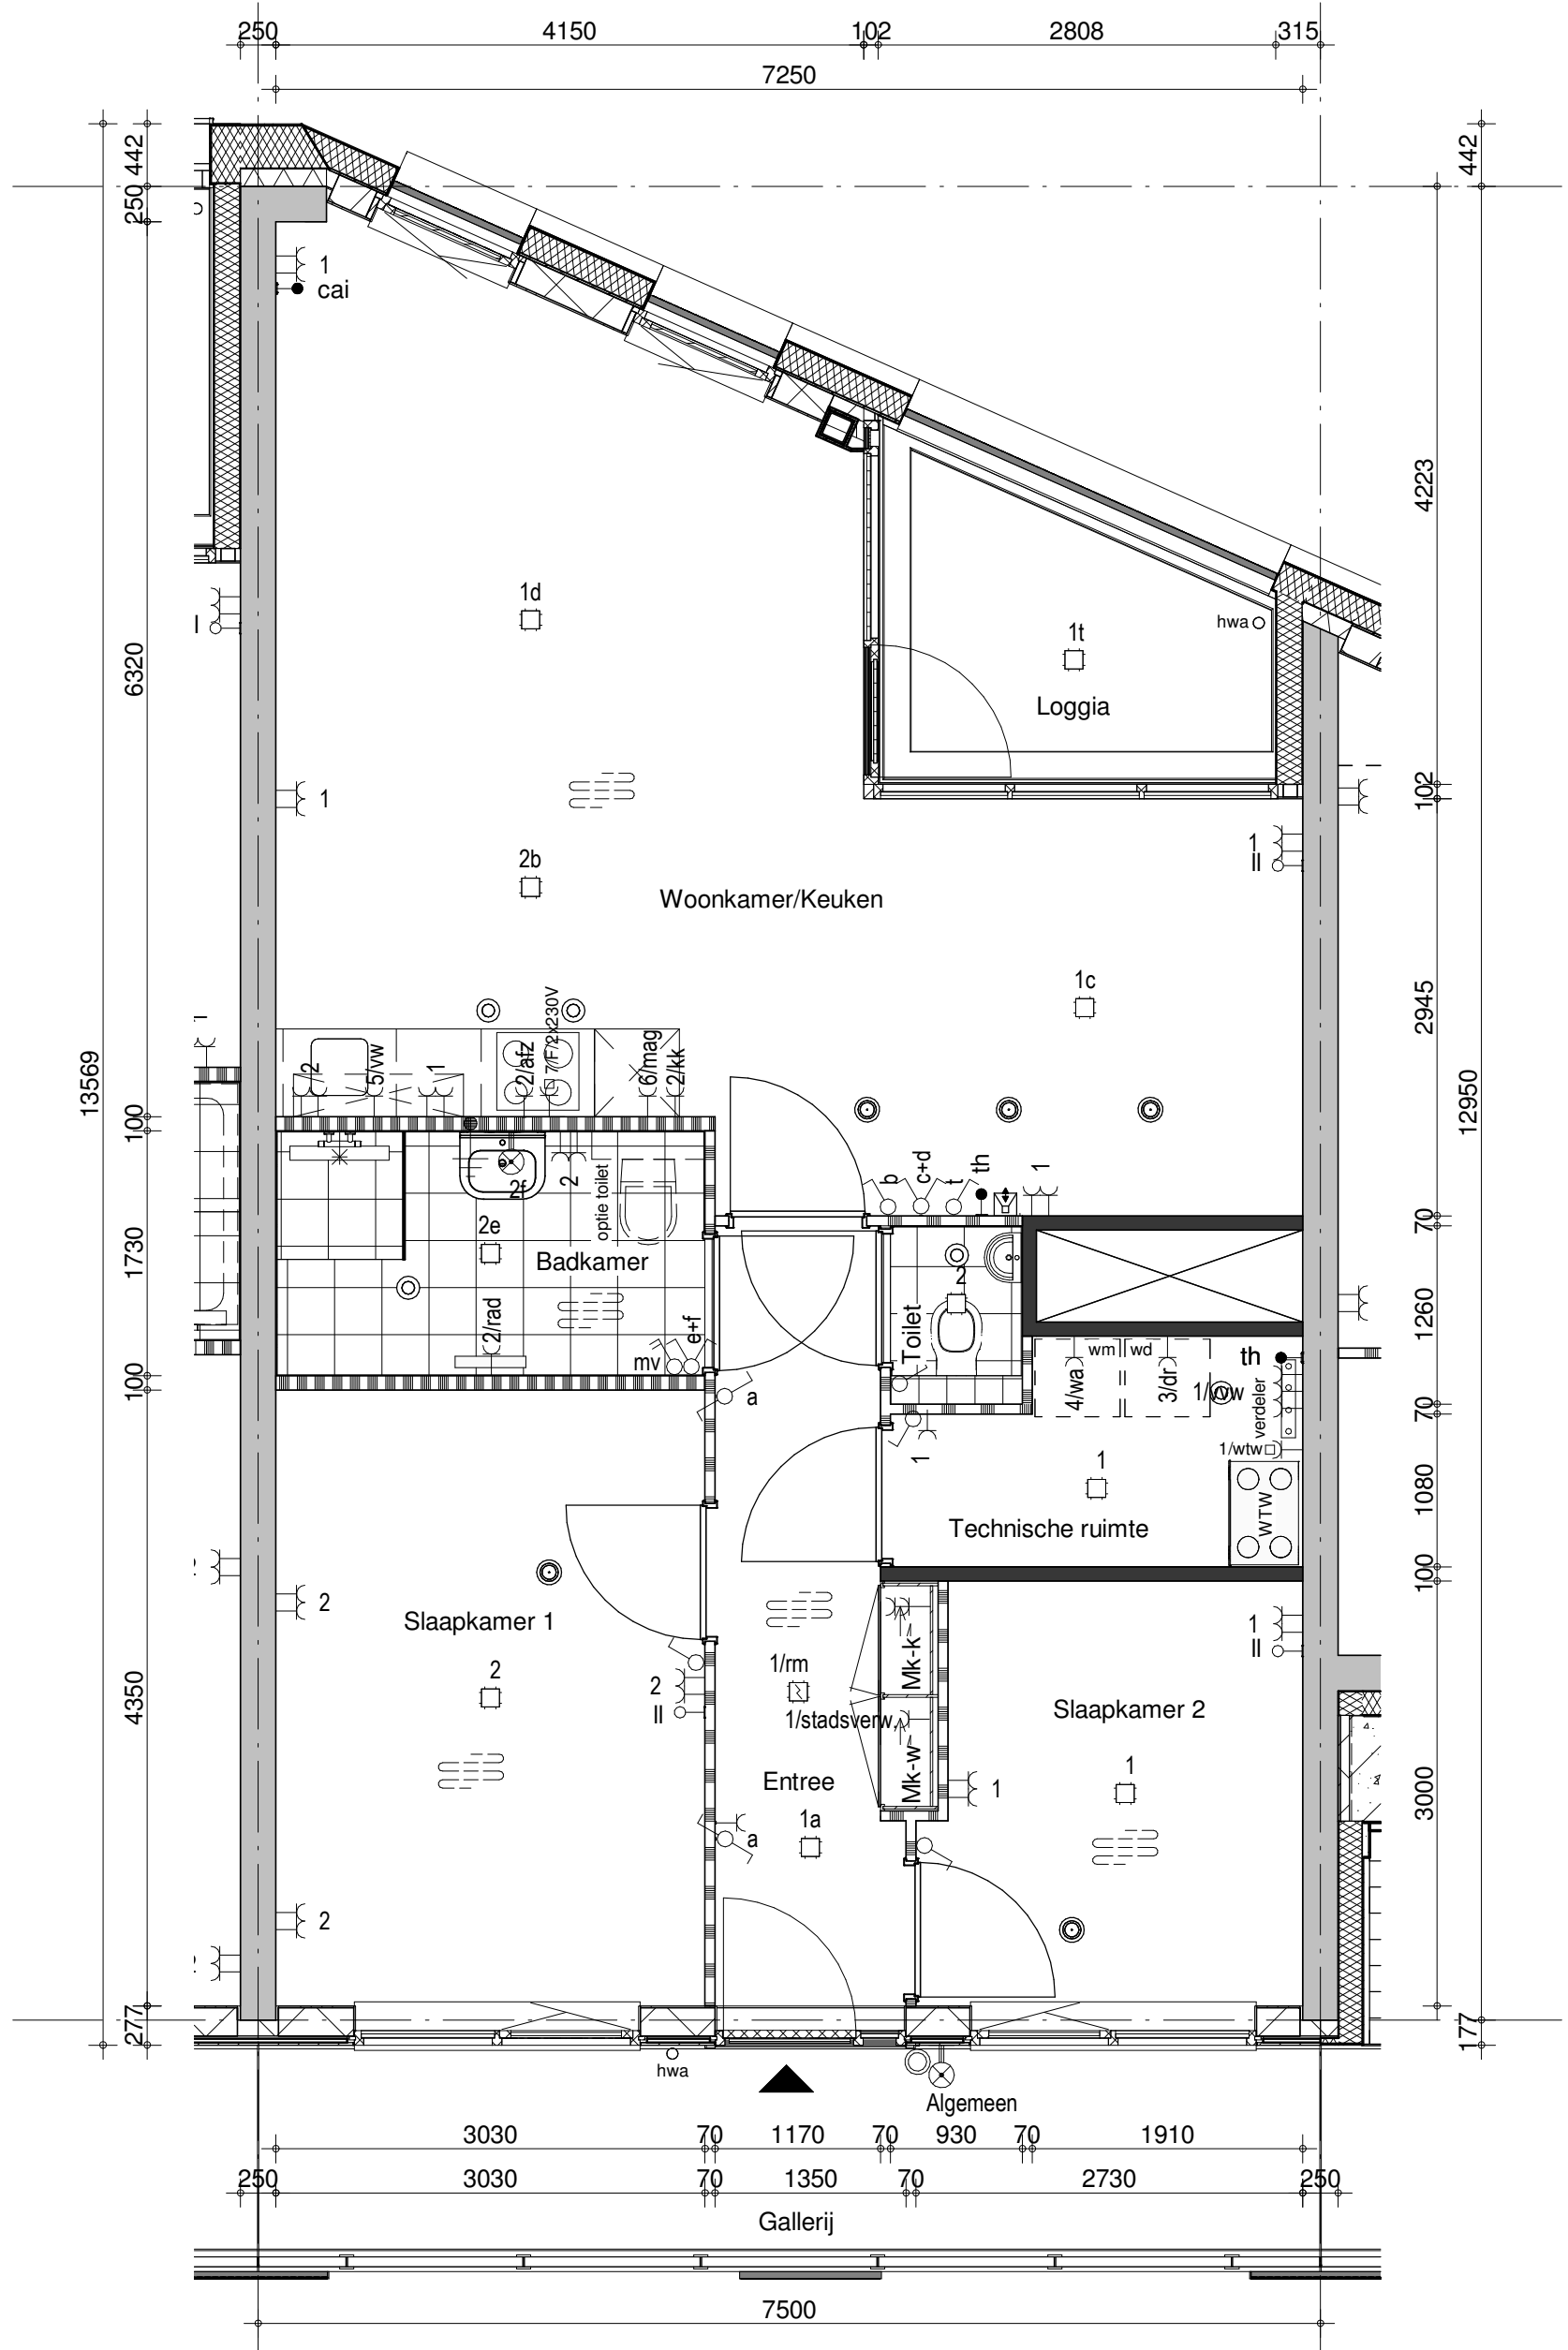 250 4150 102 2808 315
7250
442
250
442
1
cai
4223
1d
hwa
1t
Loggia
6320
1
102
1
II
2b
Woonkamer/Keuken
1c
2945
12950
13569
2
5/vw
1
2/afz
7/F/2x230V
6/mag
2/kk
100
b
c+d
t
th
1
70
2f
2
optie toilet
2e
Badkamer
1730
2
Toilet
1260
2/rad
mv
e+f
wm
wd
4/wa
3/dr
th
1/vvw
verdeler
100
a
70
1
1/wtw
1
WTW
1080
Technische ruimte
100
2
Slaapkamer 1
1
II
Mk-k
1/rm
2
2
II
1/stadsverw.
Slaapkamer 2
4350
Mk-w
Entree
1
1
3000
1a
a
2
277
177
hwa
Algemeen
3030 70 1170 70 930 70 1910
250 3030 70 1350 70 2730 250
Gallerij
7500